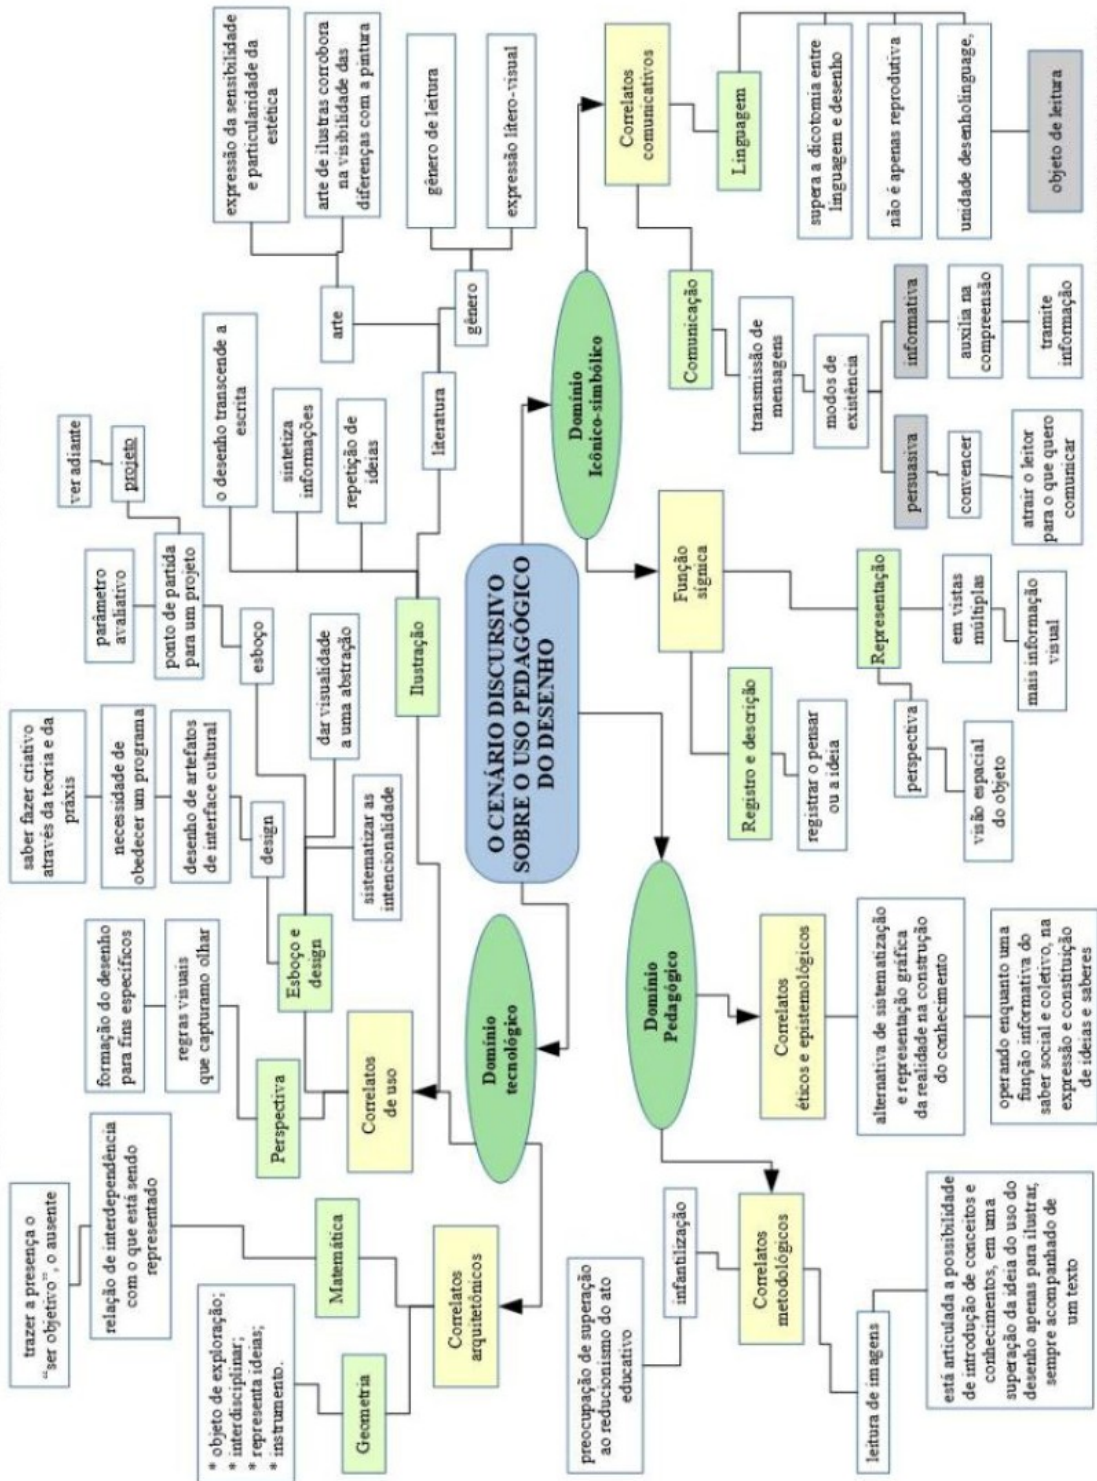 trazer a presença o
“ser objetivo”, o ausente
relação de interdependência
com o que está sendo
representado
Matemática
* objeto de exploração;
* interdisciplinar;
* representa ideias;
* instrumento.
Geometria
Correlatos
arquitetônicos
formação do desenho
para fins específicos
regras visuais
que capturamo olhar
Perspectiva
Correlatos
de uso
saber fazer criativo
através da teoria e da
práxis
necessidade de
obedecer um programa
desenho de artefatos
de interface cultural
design
Esboço e
design
sistematizar as
intencionalidade
dar visualidade
a uma abstração
esboço
parâmetro
avaliativo
ponto de partida
para um projeto
projeto
ver adiante
Ilustração
o desenho transcende a
escrita
sintetiza
informações
repetição de
ideias
literatura
arte
expressão da sensibilidade
e particularidade da
estética
arte de ilustras corrobora
na visibilidade das
diferenças com a pintura
gênero
gênero de leitura
expressão lítero-visual
Domínio
tecnológico
O CENÁRIO DISCURSIVO
SOBRE O USO PEDAGÓGICO
DO DESENHO
Domínio
Icônico-simbólico
Domínio
Pedagógico
preocupação de superação
ao reducionismo do ato
educativo
infantilização
Correlatos
metodológicos
leitura de imagens
está articulada a possibilidade
de introdução de conceitos e
conhecimentos, em uma
superação da ideia do uso do
desenho apenas para ilustrar,
sempre acompanhado de
um texto
Correlatos
éticos e epistemológicos
alternativa de sistematização
e representação gráfica
da realidade na construção
do conhecimento
operando enquanto uma
função informativa do
saber social e coletivo, na
expressão e constituição
de ideias e saberes
Função
sígnica
Registro e descrição
registrar o pensar
ou a ideia
Representação
perspectiva
visão espacial
do objeto
em vistas
múltiplas
mais informação
visual
Correlatos
comunicativos
Comunicação
transmissão de
mensagens
modos de
existência
persuasiva
convencer
atrair o leitor
para o que quero
comunicar
informativa
auxilia na
compreensão
tramite
informação
Linguagem
supera a dicotomia entre
linguagem e desenho
não é apenas reprodutiva
unidade desenholinguage,
objeto de leitura